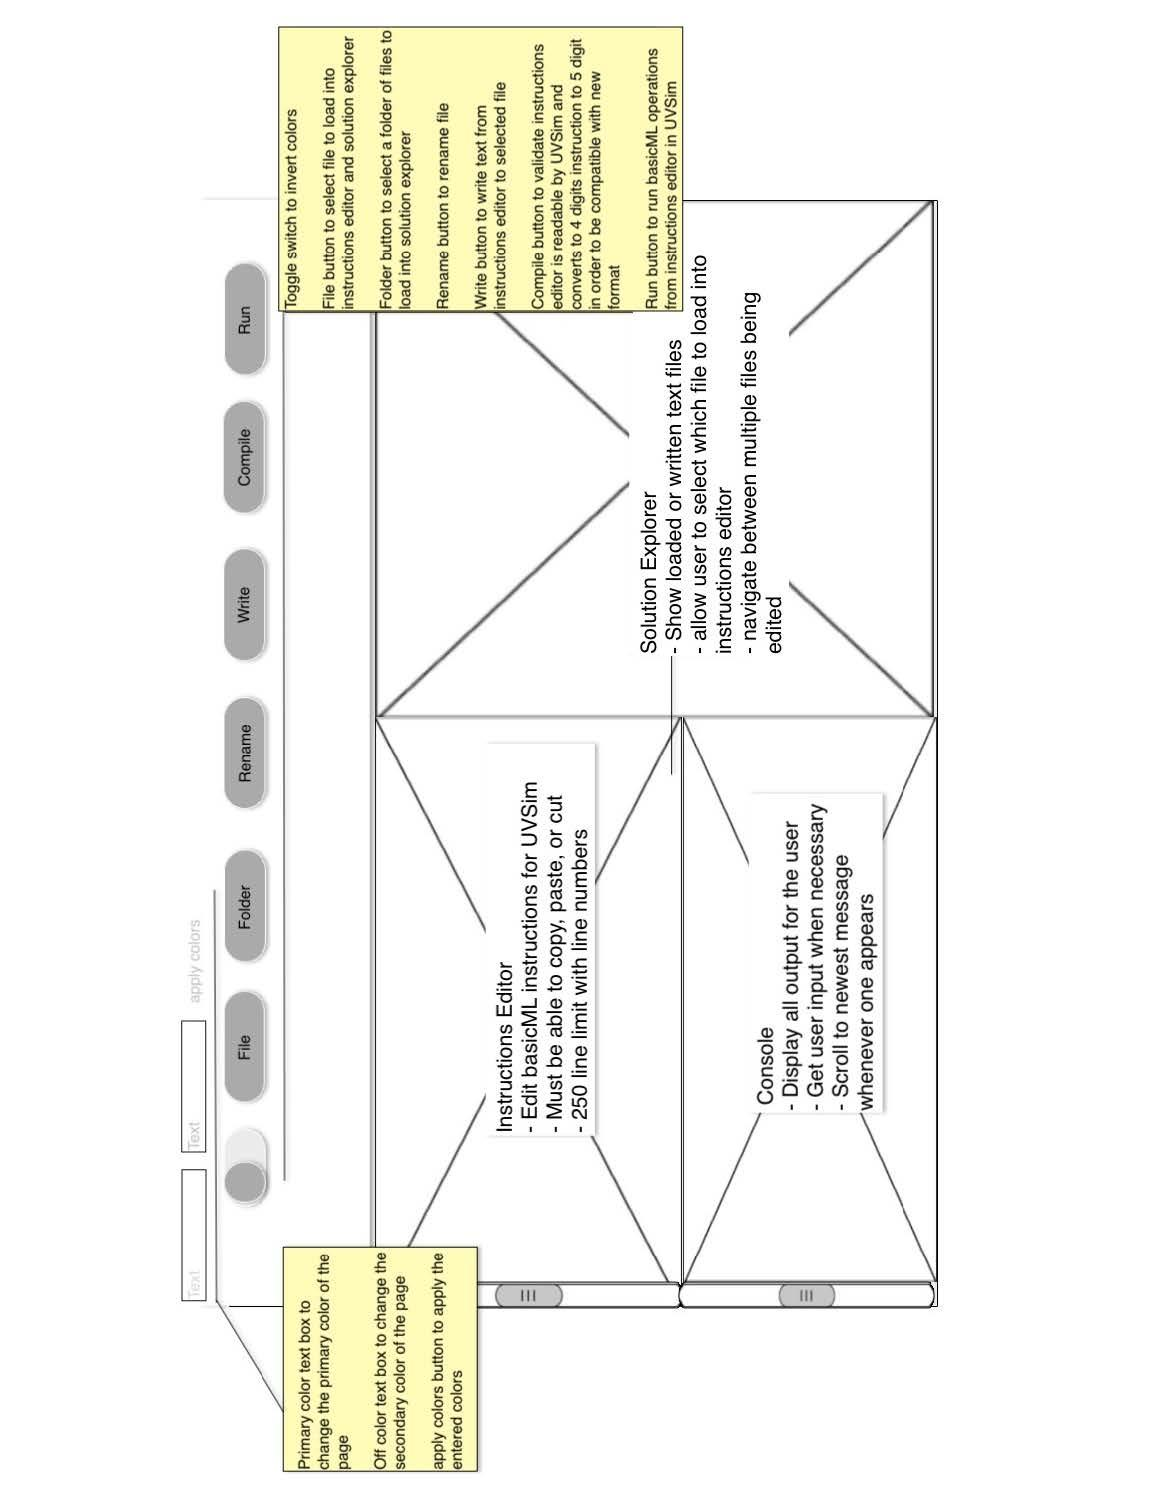 Text
Text
apply colors
File
Folder
Rename
Write
Compile
Run
Primary color text box to
change the primary color of the
page
Off color text box to change the
secondary color of the page
apply colors button to apply the
entered colors
Toggle switch to invert colors
File button to select file to load into
instructions editor and solution explorer
Folder button to select a folder of files to
load into solution explorer
Rename button to rename file
Write button to write text from
instructions editor to selected file
Compile button to validate instructions
editor is readable by UVSim and
converts to 4 digits instruction to 5 digit
in order to be compatible with new
format
Run button to run basicML operations
from instructions editor in UVSim
Instructions Editor
- Edit basicML instructions for UVSim
- Must be able to copy, paste, or cut
- 250 line limit with line numbers
Solution Explorer
- Show loaded or written text files
- allow user to select which file to load into
instructions editor
- navigate between multiple files being
edited
Console
- Display all output for the user
- Get user input when necessary
- Scroll to newest message
whenever one appears